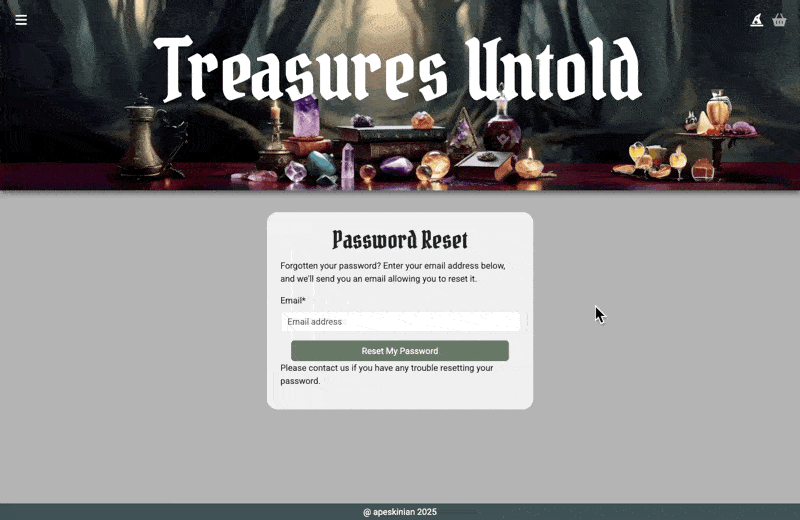 Treasures Untold
Password Reset
Forgotten your password? Enter your email address below,
and we'll send you an email allowing you to reset it.
Email*
Email address
Reset My Password
Please contact us if you have any trouble resetting your
password.
@ apeskinian 2025